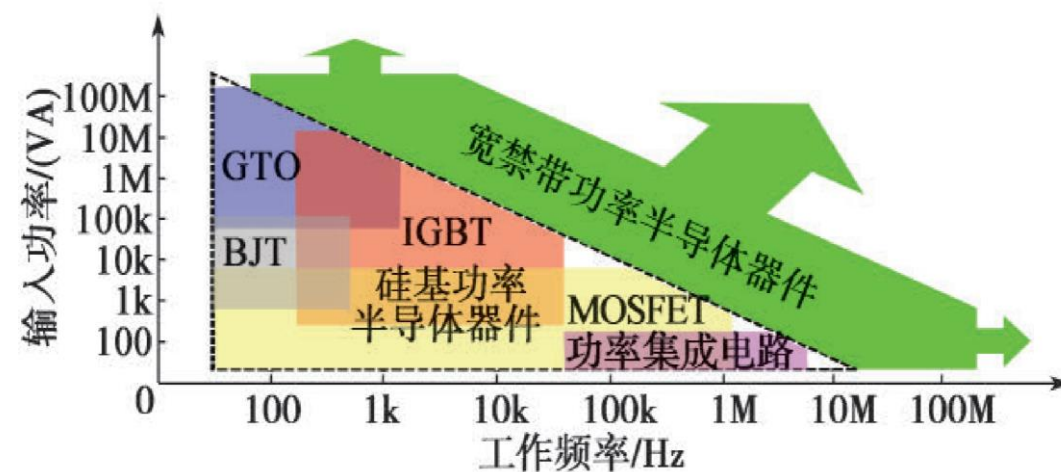 输入功率/(VA)
100M
10M
1M
100k
10k
1k
100
0
GTO
BJT
IGBT
硅基功率
半导体器件
MOSFET
功率集成电路
宽禁带功率半导体器件
100
1k
10k
100k
1M
10M
100M
工作频率/Hz